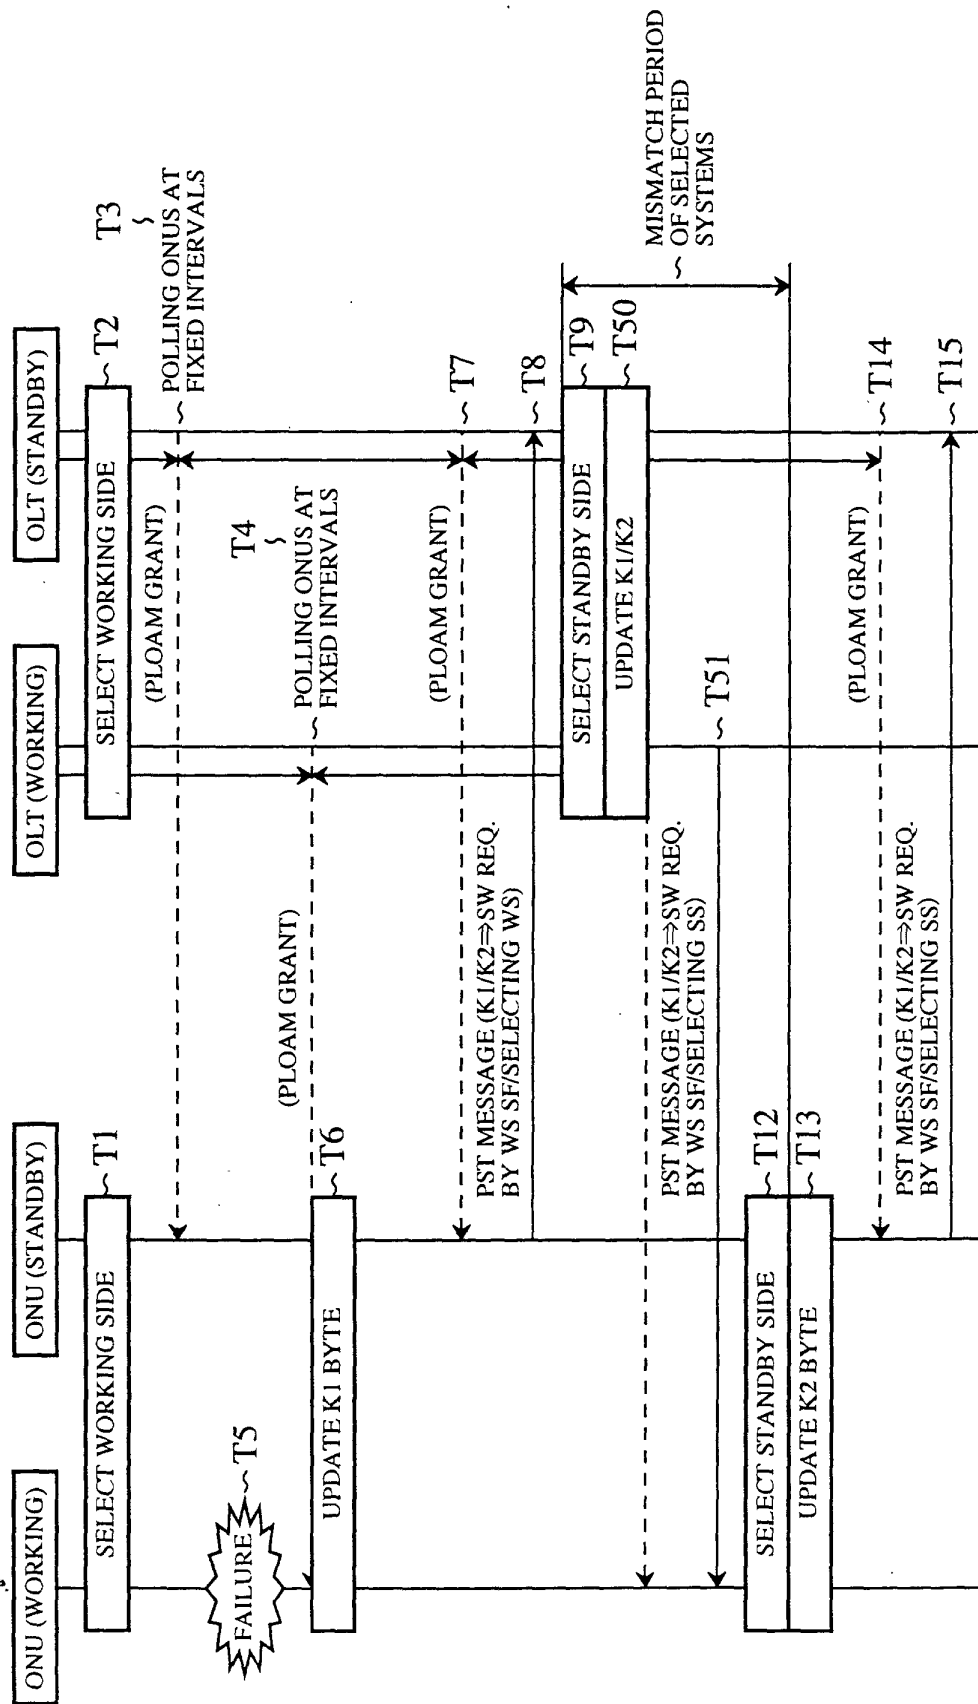 ONU (WORKING)
ONU (STANDBY)
OLT (WORKING)
OLT (STANDBY)
SELECT WORKING SIDE
T1
SELECT WORKING SIDE
T2
(PLOAM GRANT)
T3
POLLING ONUS AT
FIXED INTERVALS
FAILURE
T5
T4
POLLING ONUS AT
FIXED INTERVALS
(PLOAM GRANT)
UPDATE K1 BYTE
T6
(PLOAM GRANT)
T7
PST MESSAGE (K1/K2⇒SW REQ.
BY WS SF/SELECTING WS)
T8
SELECT STANDBY SIDE
T9
UPDATE K1/K2
T50
MISMATCH PERIOD
OF SELECTED
SYSTEMS
PST MESSAGE (K1/K2⇒SW REQ.
BY WS SF/SELECTING SS)
T51
SELECT STANDBY SIDE
T12
UPDATE K2 BYTE
T13
(PLOAM GRANT)
T14
PST MESSAGE (K1/K2⇒SW REQ.
BY WS SF/SELECTING SS)
T15